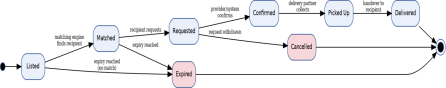 Listed
matching engine
finds recipient
Matched
expiry reached
(no match)
recipient requests
expiry reached
Requested
Expired
provider/system
confirms
request withdrawn
Confirmed
Cancelled
delivery partner
collects
Picked Up
handover to
recipient
Delivered